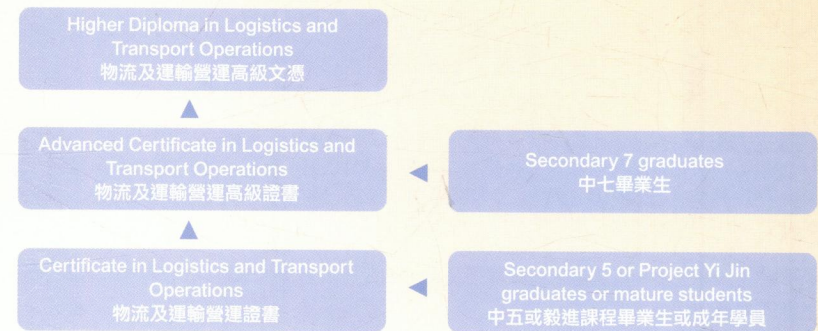 Higher Diploma in Logistics and
Transport Operations
物流及運輸營運高級文憑
Advanced Certificate in Logistics and
Transport Operations
物流及運輸營運高級證書
Secondary 7 graduates
中七畢業生
Certificate in Logistics and Transport
Operations
物流及運輸營運證書
Secondary 5 or Project Yi Jin
graduates or mature students
中五或毅進課程畢業生或成年學員